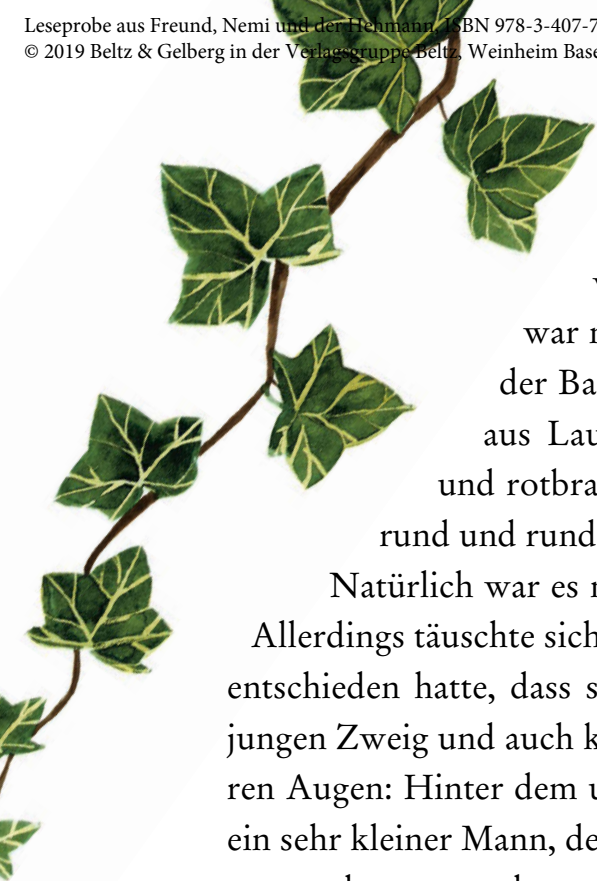 Leseprobe aus Freund, Nemi und der Hehmann, ISBN 978-3-407-7
© 2019 Beltz & Gelberg in der Verlagsgruppe Beltz, Weinheim Base
war
der Ba
aus Lau
und rotbra
rund und rund
Natürlich war es
Allerdings täuschte sich
entschieden hatte, dass s
jungen Zweig und auch k
ren Augen: Hinter dem u
ein sehr kleiner Mann, de